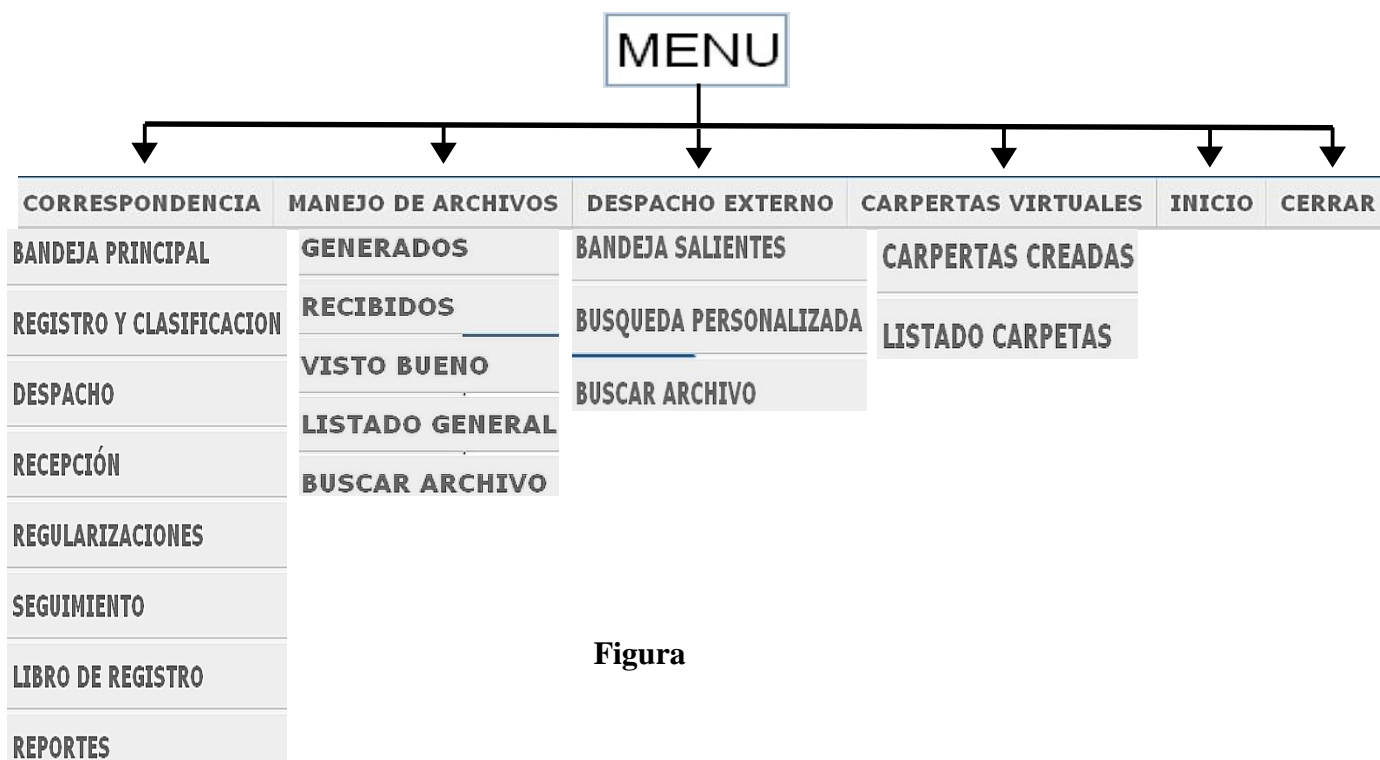 MENU
CORRESPONDENCIA
MANEJO DE ARCHIVOS
DESPACHO EXTERNO
CARPERTAS VIRTUALES
INICIO
CERRAR
BANDEJA PRINCIPAL
REGISTRO Y CLASIFICACION
DESPACHO
RECEPCIÓN
REGULARIZACIONES
SEGUIMIENTO
LIBRO DE REGISTRO
REPORTES
GENERADOS
RECIBIDOS
VISTO BUENO
LISTADO GENERAL
BUSCAR ARCHIVO
BANDEJA SALIENTES
BUSQUEDA PERSONALIZADA
BUSCAR ARCHIVO
CARPERTAS CREADAS
LISTADO CARPETAS
Figura